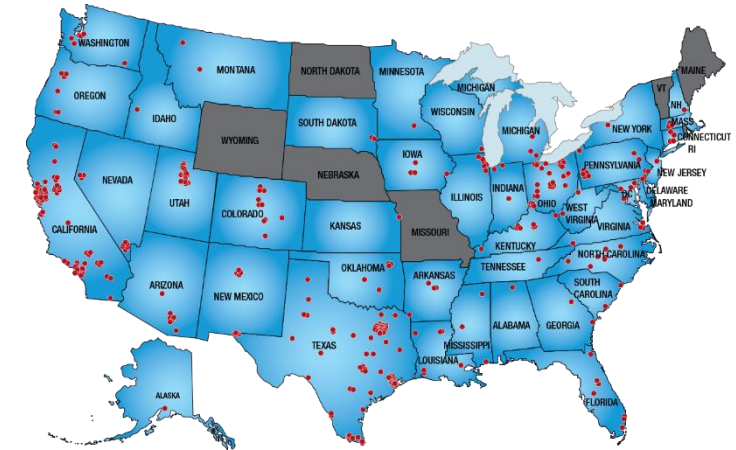 WASHINGTON
MONTANA
NORTH DAKOTA
MINNESOTA
MICHIGAN
VT
MAINE
NH
OREGON
IDAHO
SOUTH DAKOTA
WISCONSIN
MICHIGAN
NEW YORK
MASS
CONNECTICUT
RI
WYOMING
IOWA
PENNSYLVANIA
NEW JERSEY
NEVADA
UTAH
NEBRASKA
ILLINOIS
INDIANA
OHIO
DC
DELAWARE
MARYLAND
CALIFORNIA
COLORADO
KANSAS
MISSOURI
WEST
VIRGINIA
VIRGINIA
KENTUCKY
ARIZONA
NEW MEXICO
OKLAHOMA
ARKANSAS
TENNESSEE
NORTH CAROLINA
SOUTH
CAROLINA
TEXAS
LOUISIANA
MISSISSIPPI
ALABAMA
GEORGIA
ALASKA
FLORIDA